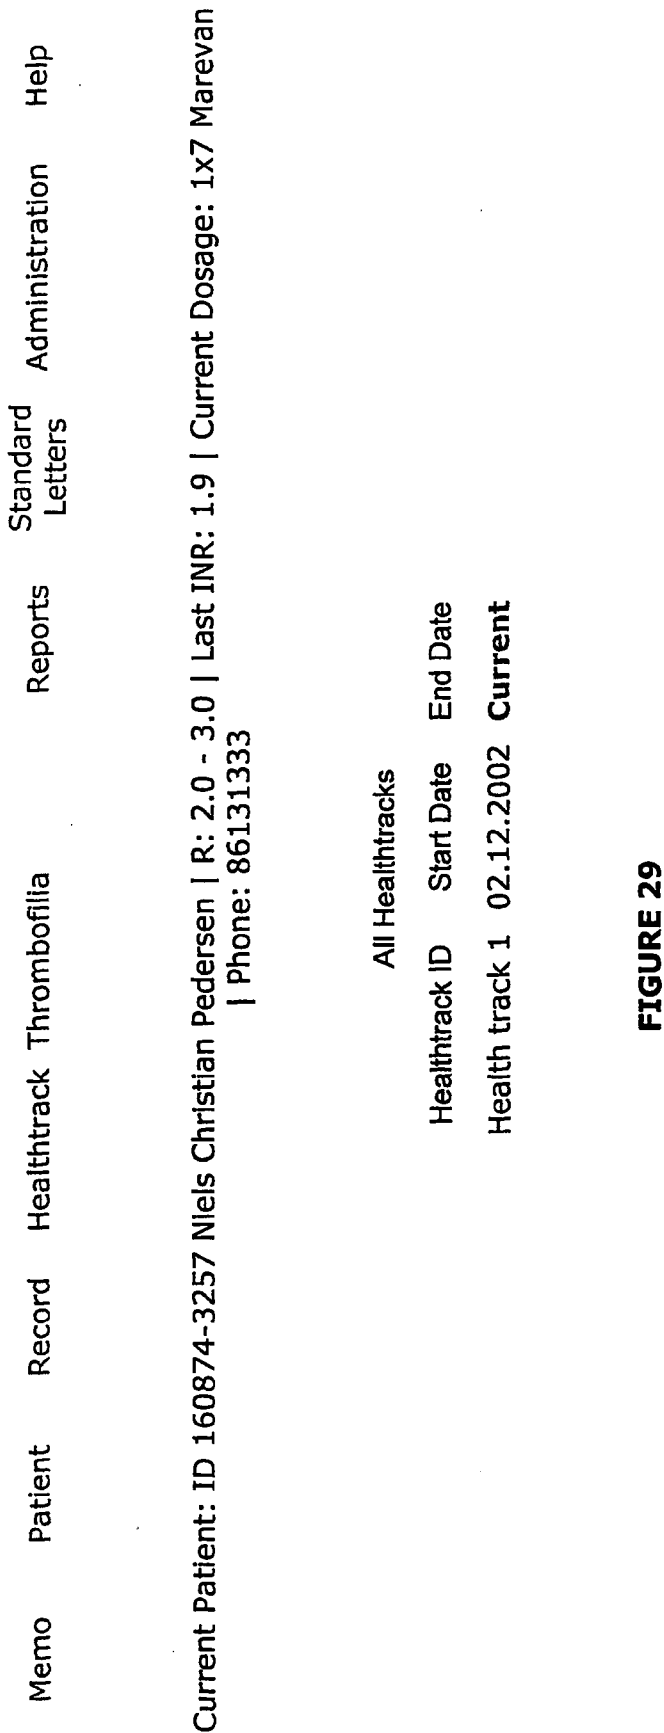 Memo Patient Record Healthtrack Thrombofilia Reports Standard Letters Administration Help
Current Patient: ID 160874-3257 Niels Christian Pedersen | R: 2.0 - 3.0 | Last INR: 1.9 | Current Dosage: 1x7 Marevan
| Phone: 86131333
All Healthtracks
Healthtrack ID Start Date End Date
Health track 1 02.12.2002 Current
FIGURE 29